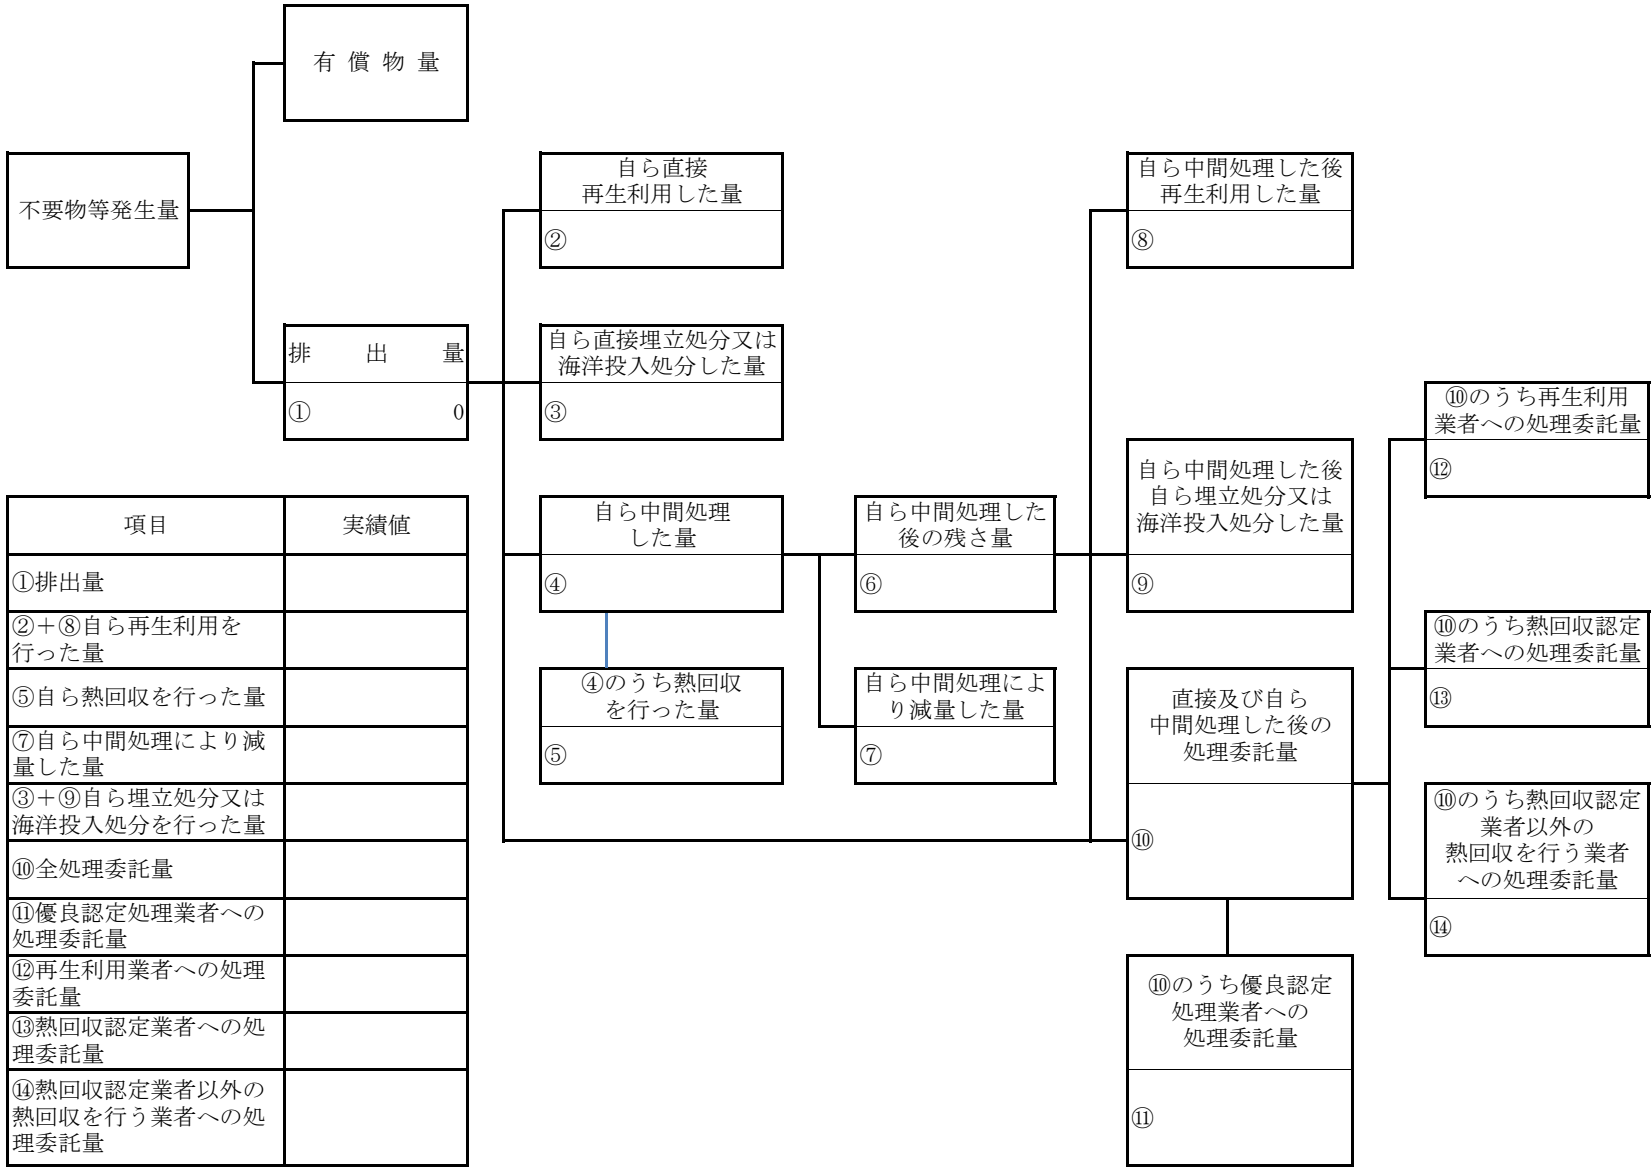 有償物量
不要物等発生量
排出量
① 0
自ら直接
再生利用した量
②
自ら直接埋立処分又は
海洋投入処分した量
③
自ら中間処理
した量
④
④のうち熱回収
を行った量
⑤
自ら中間処理した
後の残さ量
⑥
自ら中間処理によ
り減量した量
⑦
自ら中間処理した後
再生利用した量
⑧
自ら中間処理した後
自ら埋立処分又は
海洋投入処分した量
⑨
直接及び自ら
中間処理した後の
処理委託量
⑩
⑩のうち優良認定
処理業者への
処理委託量
⑪
⑩のうち再生利用
業者への処理委託量
⑫
⑩のうち熱回収認定
業者への処理委託量
⑬
⑩のうち熱回収認定
業者以外の
熱回収を行う業者
への処理委託量
⑭
項目 実績値
①排出量
②＋⑧自ら再生利用を
行った量
⑤自ら熱回収を行った量
⑦自ら中間処理により減
量した量
③＋⑨自ら埋立処分又は
海洋投入処分を行った量
⑩全処理委託量
⑪優良認定処理業者への
処理委託量
⑫再生利用業者への処理
委託量
⑬熱回収認定業者への処
理委託量
⑭熱回収認定業者以外の
熱回収を行う業者への処
理委託量